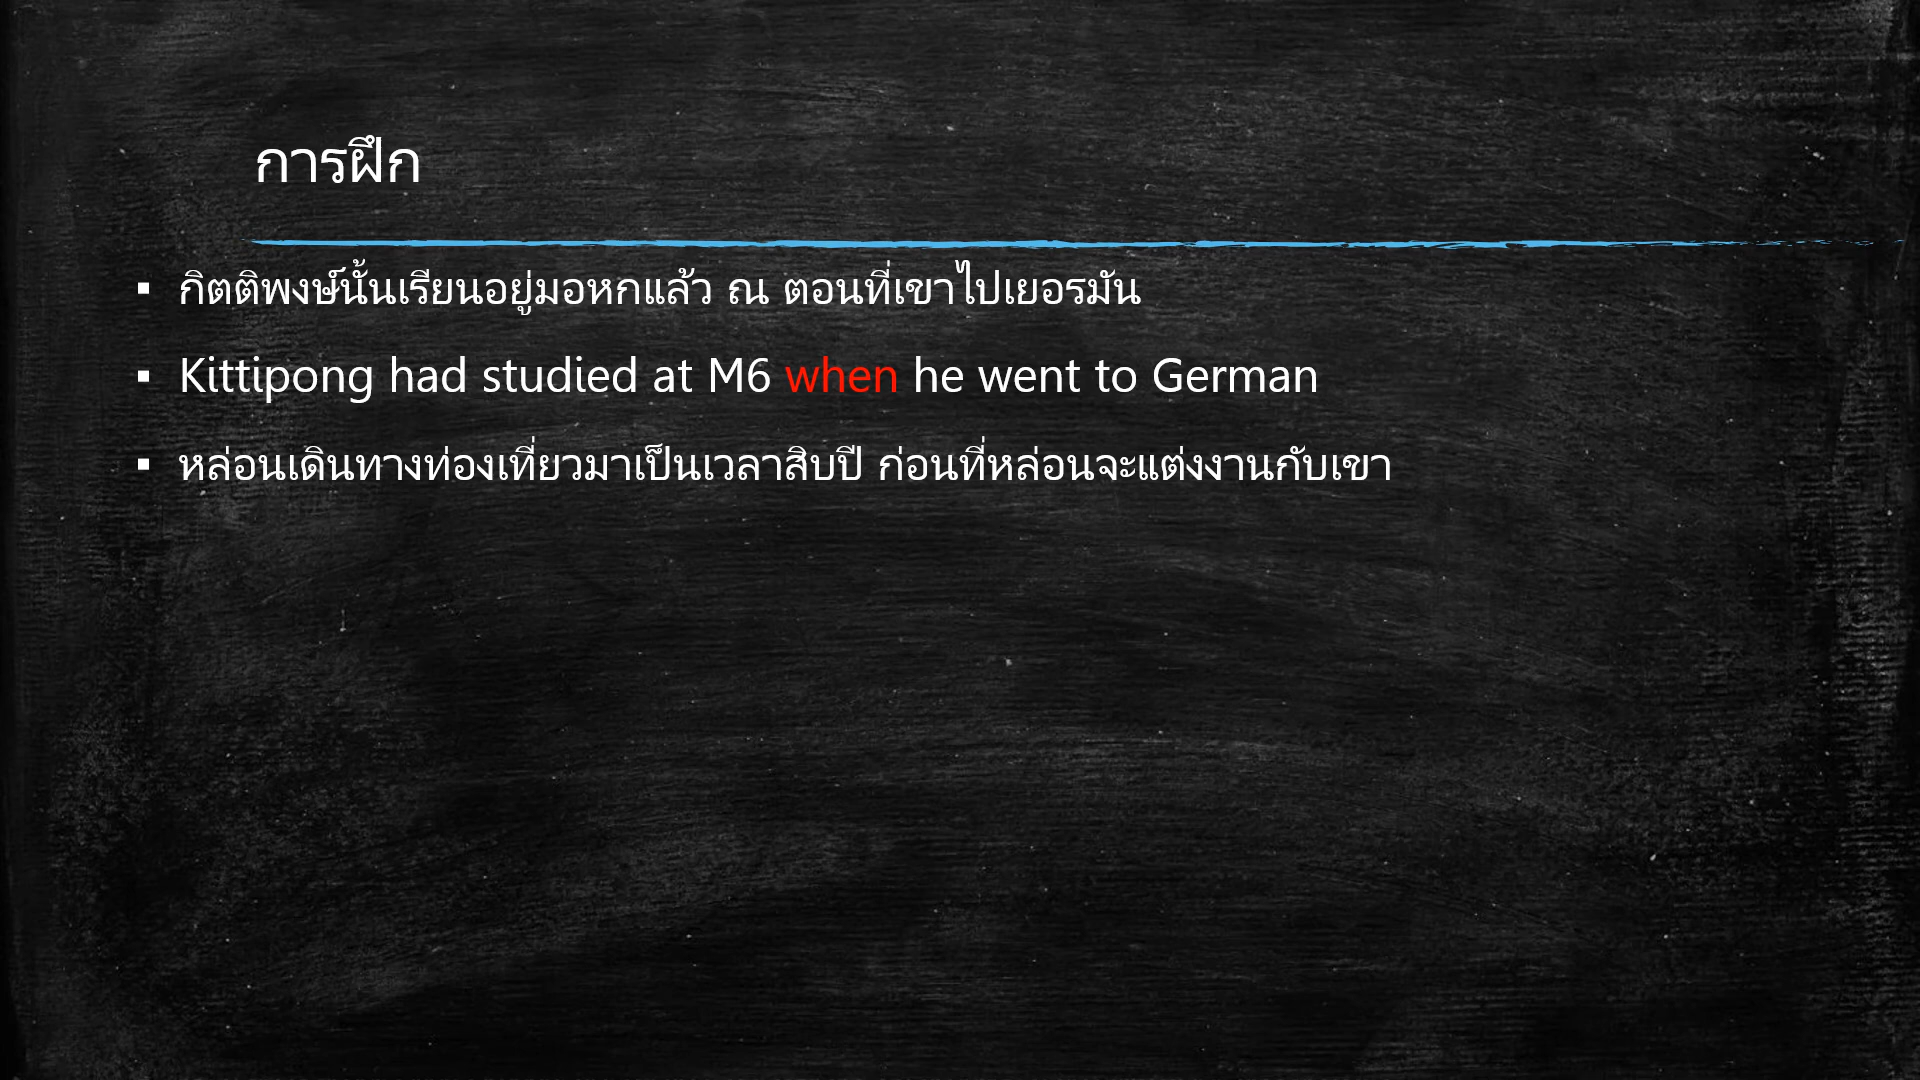 การฝึก
▪ กิตติพงษ์นั้นเรียนอยู่มอหกแล้ว ณ ตอนที่เขาไปเยอรมัน
▪ Kittipong had studied at M6 when he went to German
▪ หล่อนเดินทางท่องเที่ยวมาเป็นเวลาสิบปี ก่อนที่หล่อนจะแต่งงานกับเขา